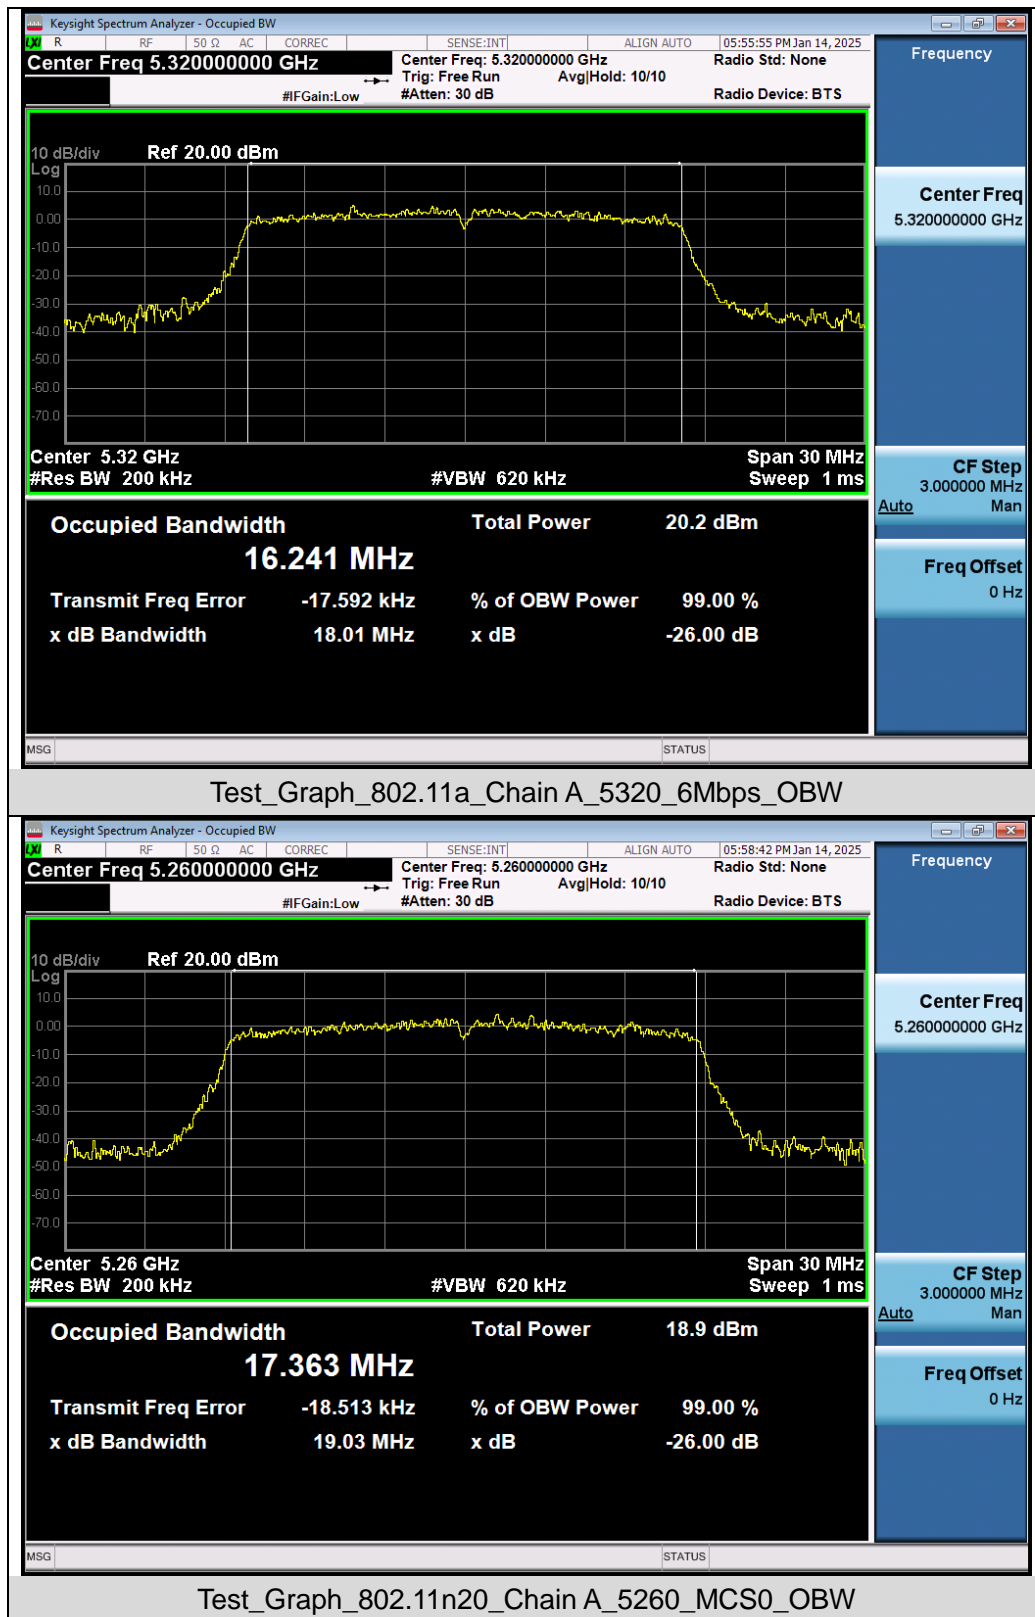 Keysight Spectrum Analyzer - Occupied BW
LXI R RF 50 Ω AC CORREC SENSE:INT ALIGN AUTO 05:55:55 PM Jan 14, 2025
Center Freq 5.320000000 GHz
Center Freq: 5.320000000 GHz Radio Std: None
Trig: Free Run Avg|Hold: 10/10
#IFGain:Low #Atten: 30 dB Radio Device: BTS
Frequency
10 dB/div Ref 20.00 dBm
Log
10.0
0.00
-10.0
-20.0
-30.0
-40.0
-50.0
-60.0
-70.0
Center Freq
5.320000000 GHz
Center 5.32 GHz Span 30 MHz
#Res BW 200 kHz #VBW 620 kHz Sweep 1 ms
CF Step
3.000000 MHz
Auto Man
Occupied Bandwidth Total Power 20.2 dBm
16.241 MHz
Transmit Freq Error -17.592 kHz % of OBW Power 99.00 %
x dB Bandwidth 18.01 MHz x dB -26.00 dB
Freq Offset
0 Hz
MSG STATUS
Test_Graph_802.11a_Chain A_5320_6Mbps_OBW
Keysight Spectrum Analyzer - Occupied BW
LXI R RF 50 Ω AC CORREC SENSE:INT ALIGN AUTO 05:58:42 PM Jan 14, 2025
Center Freq 5.260000000 GHz
Center Freq: 5.260000000 GHz Radio Std: None
Trig: Free Run Avg|Hold: 10/10
#IFGain:Low #Atten: 30 dB Radio Device: BTS
Frequency
10 dB/div Ref 20.00 dBm
Log
10.0
0.00
-10.0
-20.0
-30.0
-40.0
-50.0
-60.0
-70.0
Center Freq
5.260000000 GHz
Center 5.26 GHz Span 30 MHz
#Res BW 200 kHz #VBW 620 kHz Sweep 1 ms
CF Step
3.000000 MHz
Auto Man
Occupied Bandwidth Total Power 18.9 dBm
17.363 MHz
Transmit Freq Error -18.513 kHz % of OBW Power 99.00 %
x dB Bandwidth 19.03 MHz x dB -26.00 dB
Freq Offset
0 Hz
MSG STATUS
Test_Graph_802.11n20_Chain A_5260_MCS0_OBW